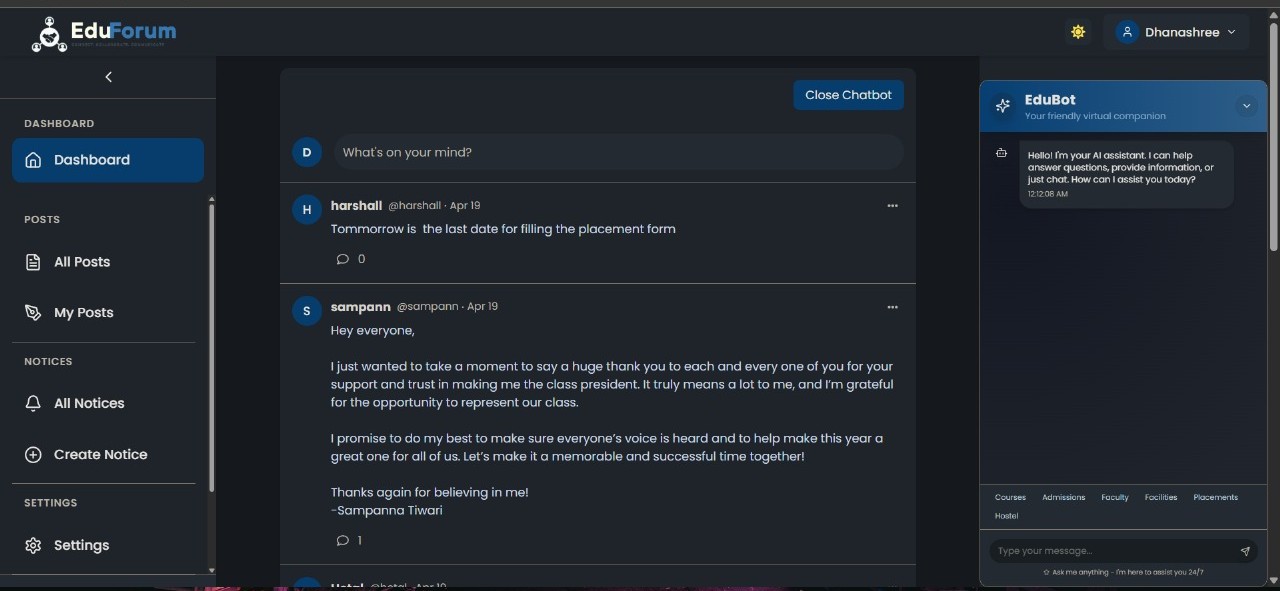 EduForum
Dhanashree
DASHBOARD
Dashboard
POSTS
All Posts
My Posts
NOTICES
All Notices
Create Notice
SETTINGS
Settings
Close Chatbot
D
What's on your mind?
H
harshall @harshall · Apr 19
Tommorrow is  the last date for filling the placement form
0
S
sampann @sampann · Apr 19
Hey everyone,
I just wanted to take a moment to say a huge thank you to each and every one of you for your
support and trust in making me the class president. It truly means a lot to me, and I'm grateful
for the opportunity to represent our class.
I promise to do my best to make sure everyone's voice is heard and to help make this year a
great one for all of us. Let's make it a memorable and successful time together!
Thanks again for believing in me!
-Sampanna Tiwari
1
EduBot
Your friendly virtual companion
Hello! I'm your AI assistant. I can help
answer questions, provide information, or
just chat. How can I assist you today?
12:12:08 AM
Courses Admissions Faculty Facilities Placements
Hostel
Type your message...
Ask me anything - I'm here to assist you 24/7